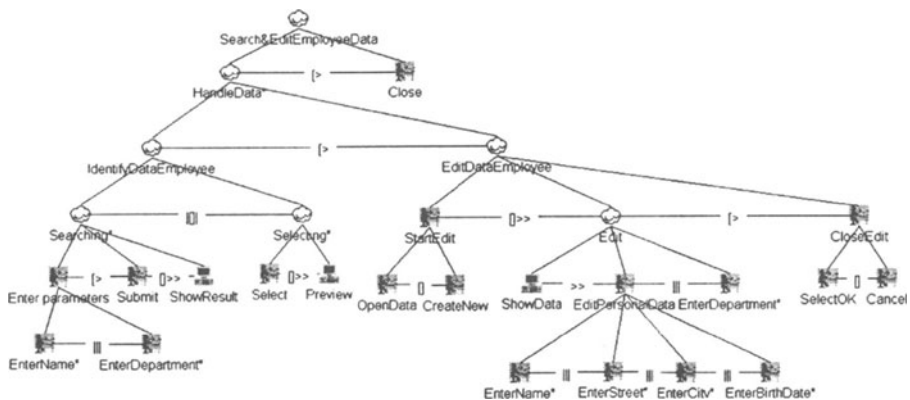 Search&EditEmployeeData
[>
HandleData*
Close
[>
IdentifyDataEmployee
EditDataEmployee
|[]|
[]>>
[>
Searching*
Selecting*
StartEdit
Edit
CloseEdit
[> []>> []>> [] >> ||| []
Enter parameters Submit ShowResult Select Preview OpenData CreateNew ShowData EditPersonalData EnterDepartment* SelectOK Cancel
|||
EnterName* EnterDepartment*
||| ||| |||
EnterName* EnterStreet* EnterCity* EnterBirthDate*